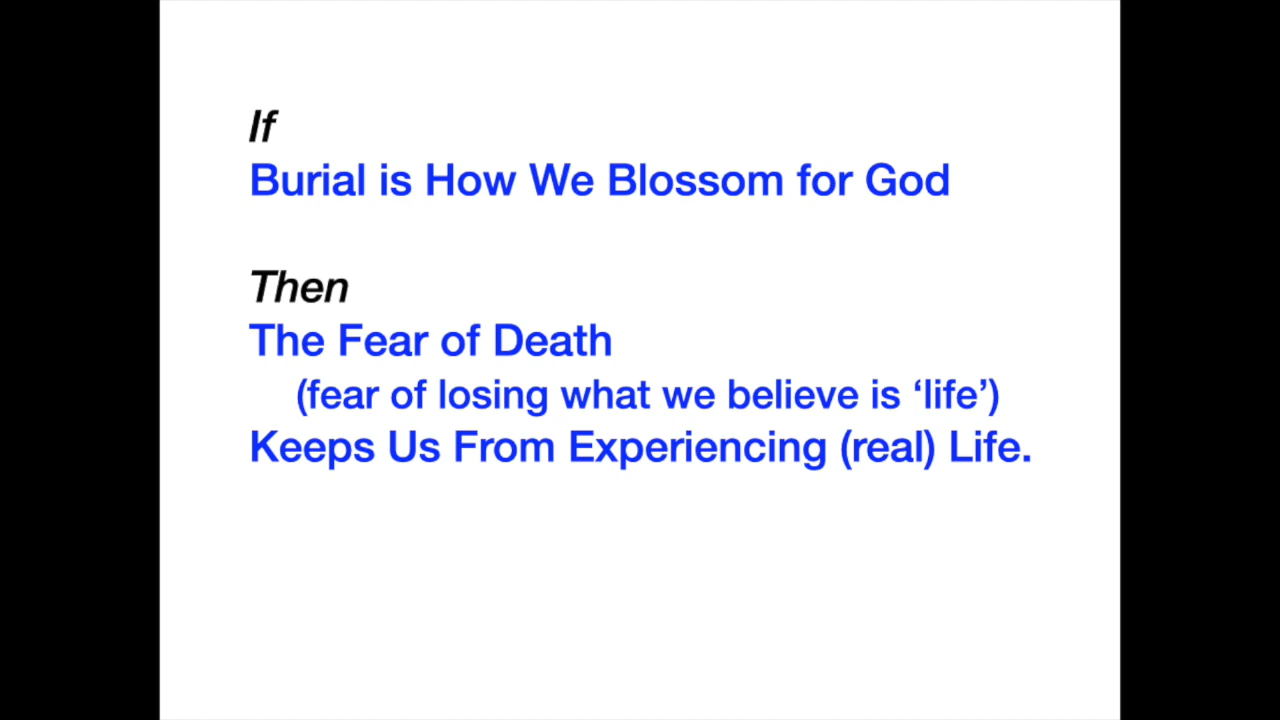 If
Burial is How We Blossom for God
Then
The Fear of Death
(fear of losing what we believe is ‘life’)
Keeps Us From Experiencing (real) Life.